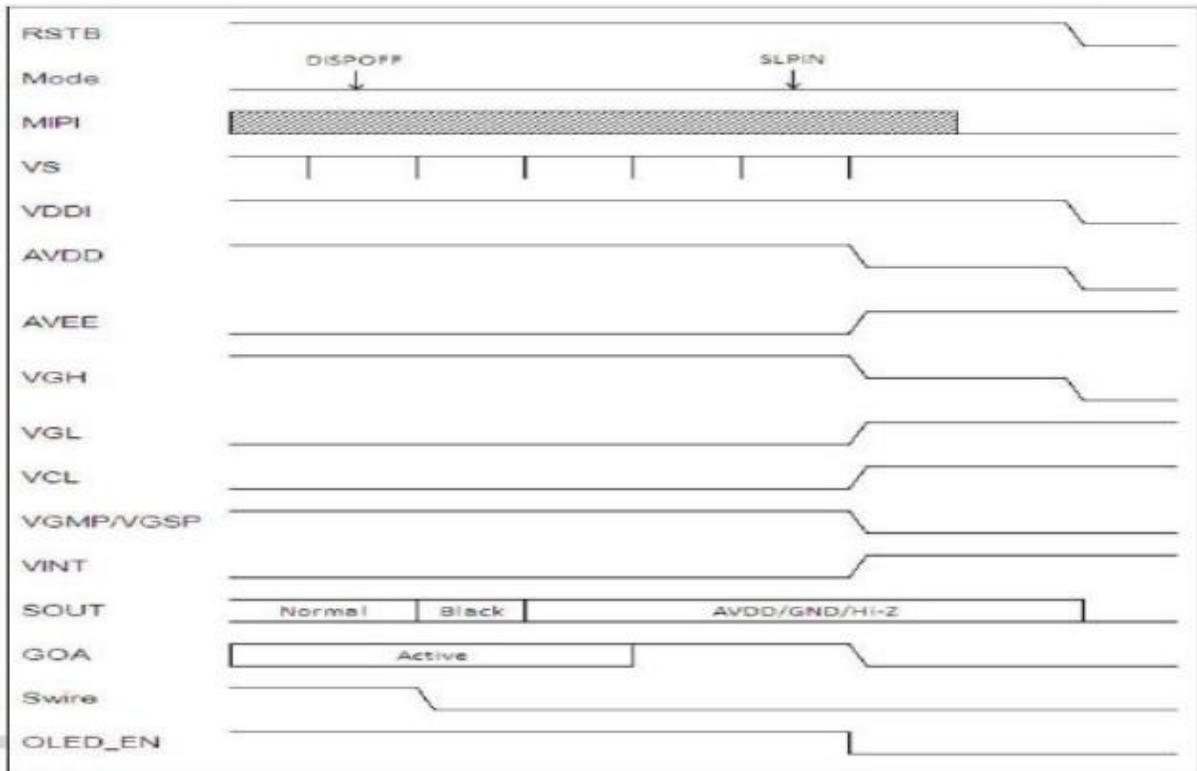 RSTB
DISPOFF SLPIN
Mode
MIPI
VS
VDDI
AVDD
AVEE
VGH
VGL
VCL
VGMP/VGSP
VINT
SOUT Normal Black AVDD/GND/Hi-Z
GOA Active
Swire
OLED_EN